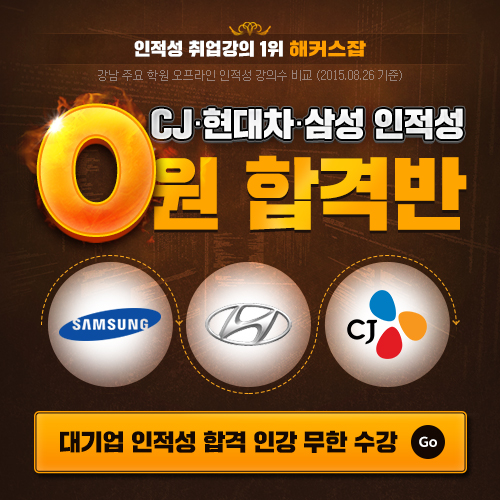 인적성 취업강의 1위 해커스잡
강남 주요 학원 오프라인 인적성 강의수 비교 (2015.08.26 기준)
CJ·현대차·삼성 인적성
0원 합격반
SAMSUNG
CJ
대기업 인적성 합격 인강 무한 수강 Go